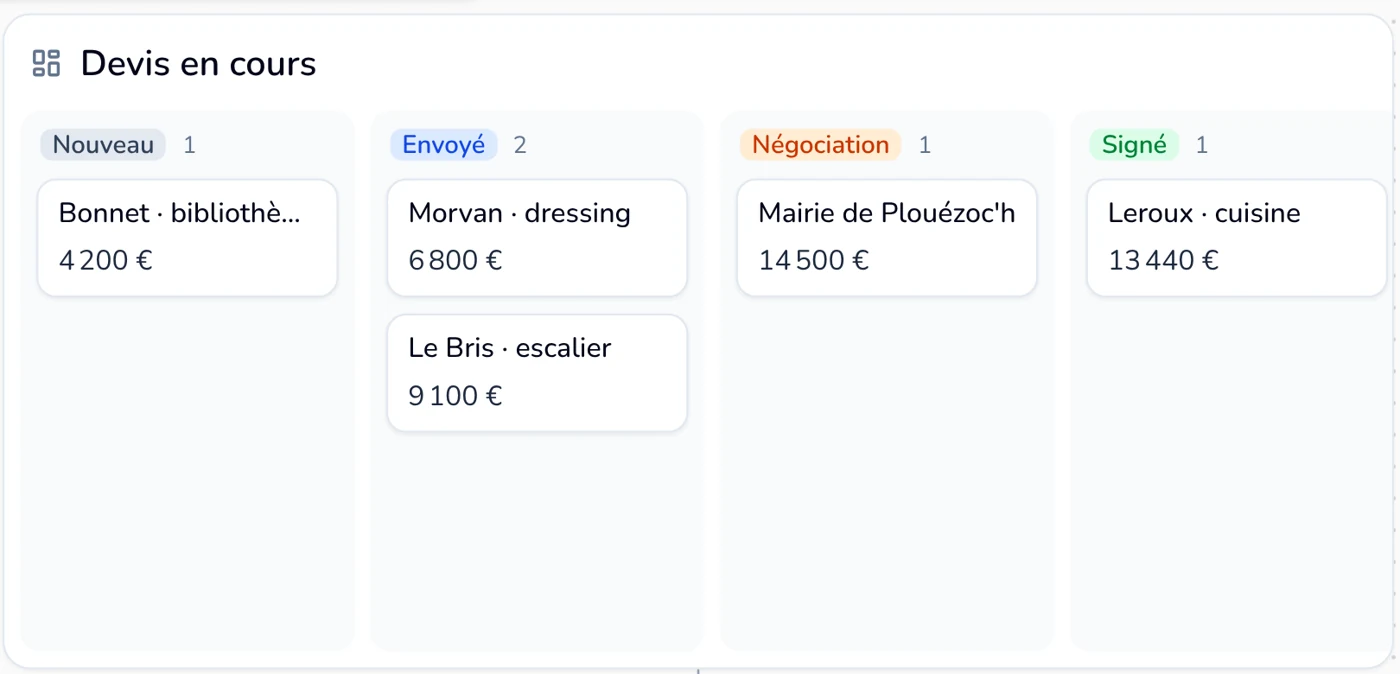 Devis en cours
Nouveau 1
Bonnet · bibliothè...
4 200 €
Envoyé 2
Morvan · dressing
6 800 €
Le Bris · escalier
9 100 €
Négociation 1
Mairie de Plouézoc'h
14 500 €
Signé 1
Leroux · cuisine
13 440 €